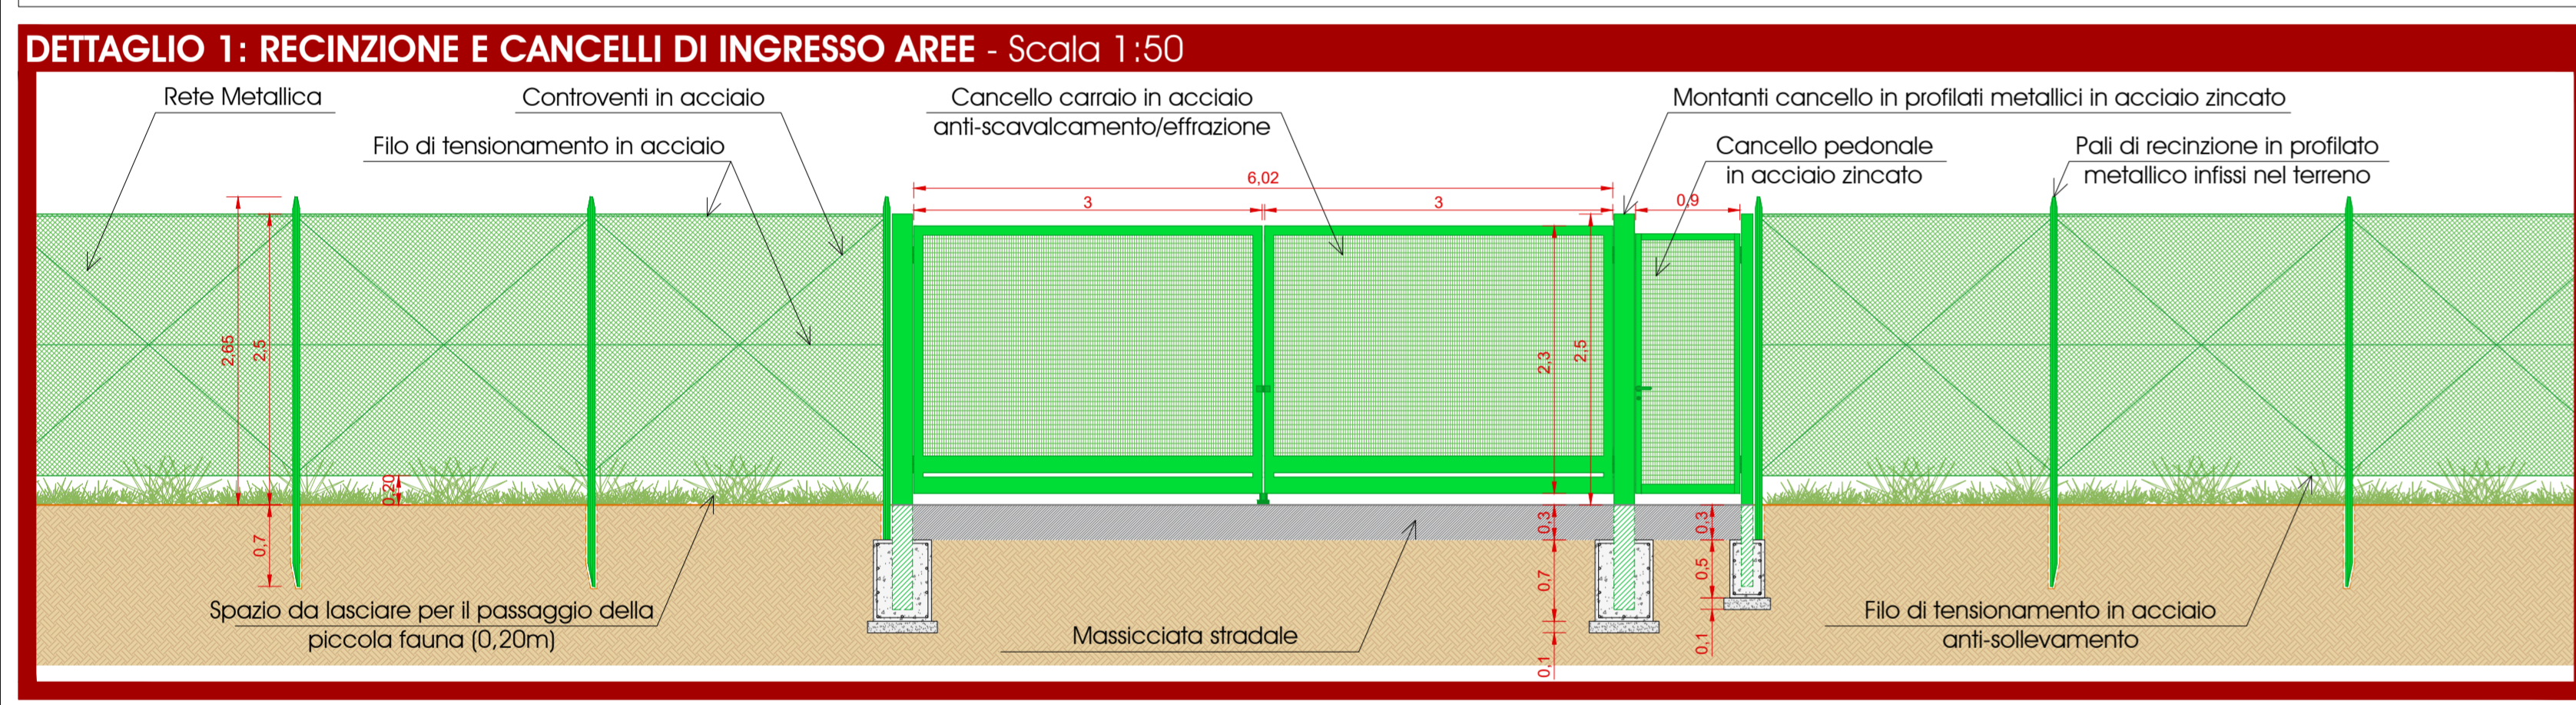 DETTAGLIO 1: RECINZIONE E CANCELLI DI INGRESSO AREE - Scala 1:50
Rete Metallica
Controventi in acciaio
Filo di tensionamento in acciaio
Cancello carraio in acciaio
anti-scavalcamento/effrazione
Montanti cancello in profilati metallici in acciaio zincato
Cancello pedonale
in acciaio zincato
Pali di recinzione in profilato
metallico infissi nel terreno
6,02
3
3
0,9
2,65
2,5
2,3
2,5
0,20
0,7
0,3
0,7
0,1
0,3
0,5
0,1
Spazio da lasciare per il passaggio della
piccola fauna (0,20m)
Massicciata stradale
Filo di tensionamento in acciaio
anti-sollevamento